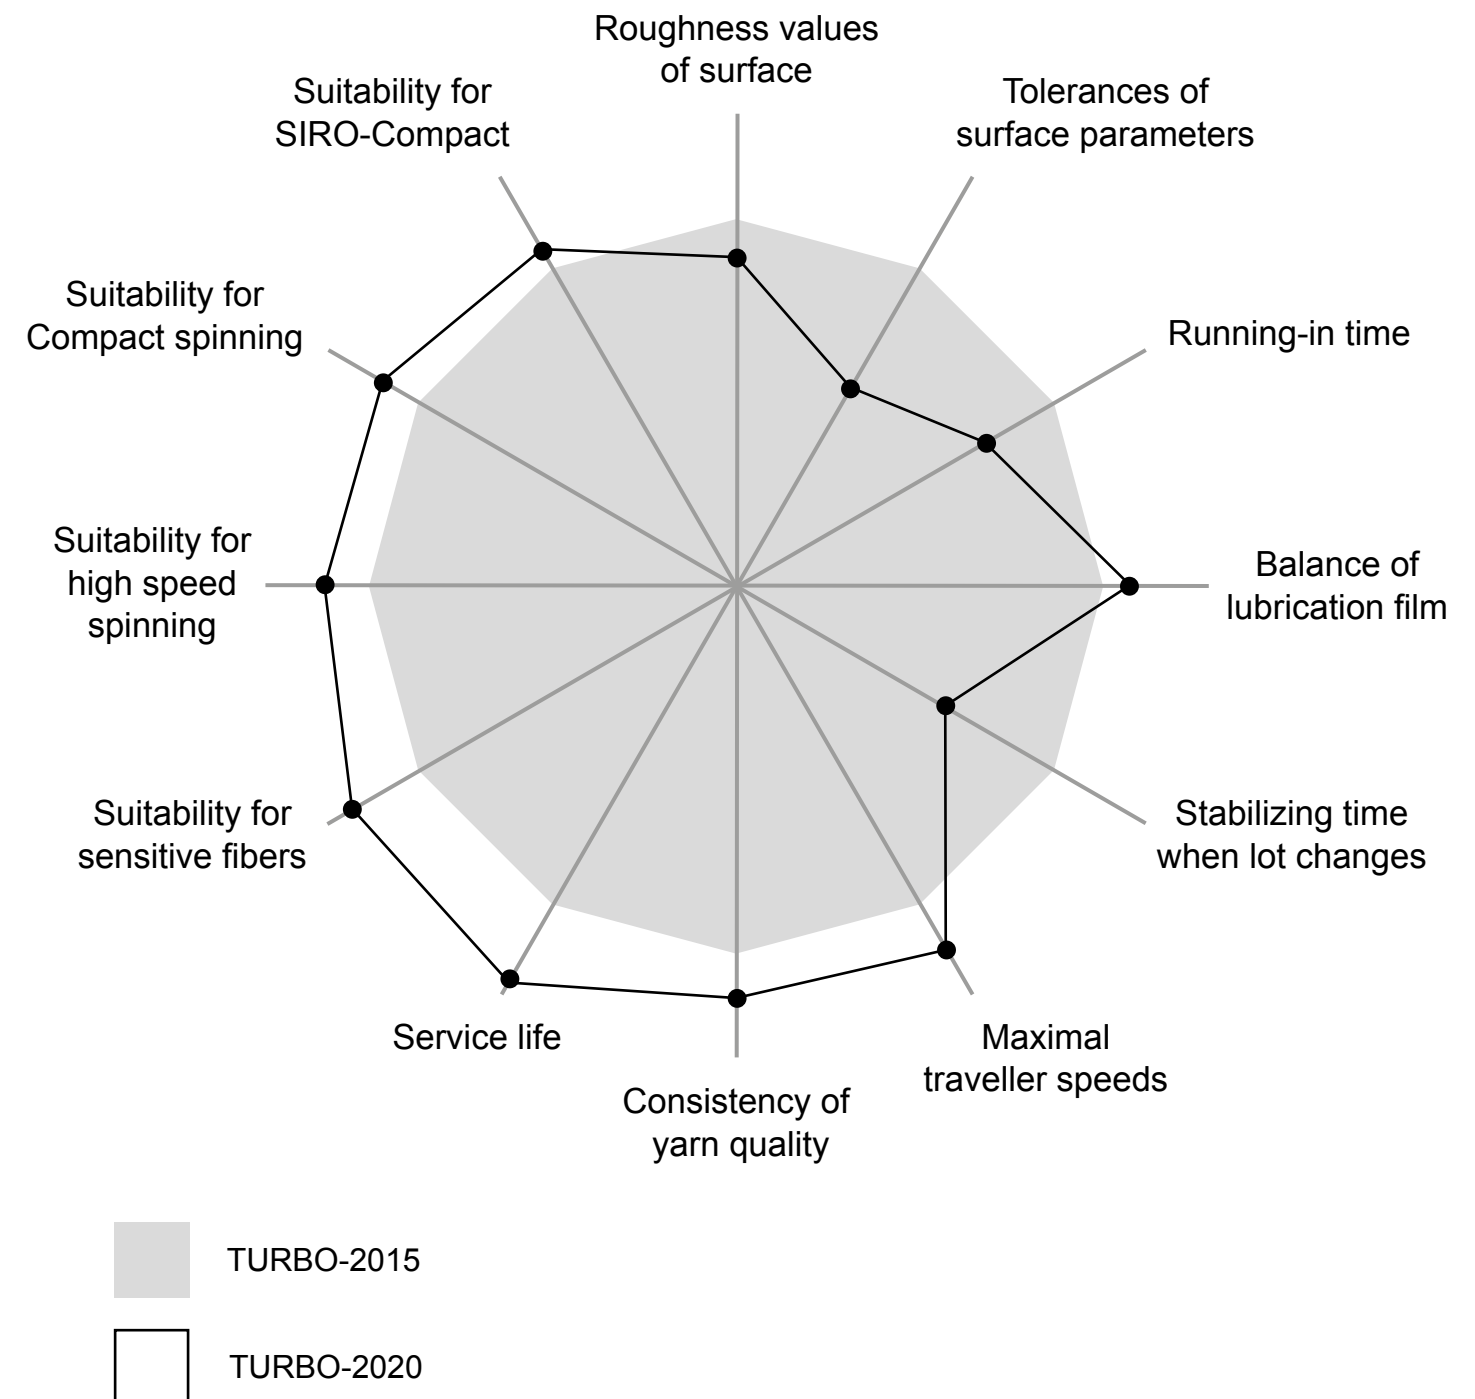 Roughness values
of surface
Suitability for
SIRO-Compact
Tolerances of
surface parameters
Suitability for
Compact spinning
Running-in time
Suitability for
high speed
spinning
Balance of
lubrication film
Suitability for
sensitive fibers
Stabilizing time
when lot changes
Service life
Maximal
traveller speeds
Consistency of
yarn quality
TURBO-2015
TURBO-2020